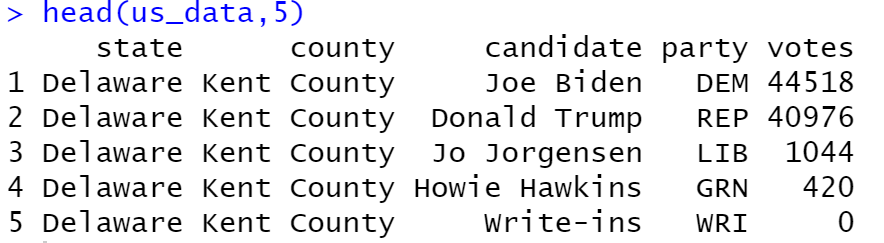 > head(us_data,5)
state county candidate party votes
1 Delaware Kent County Joe Biden DEM 44518
2 Delaware Kent County Donald Trump REP 40976
3 Delaware Kent County Jo Jorgensen LIB 1044
4 Delaware Kent County Howie Hawkins GRN 420
5 Delaware Kent County Write-ins WRI 0